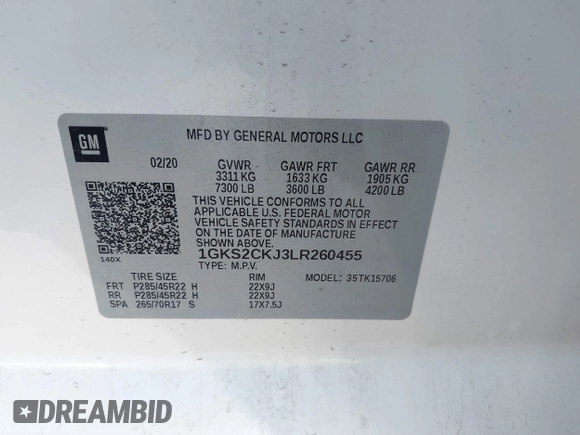 GM
MFD BY GENERAL MOTORS LLC
02/20 GVWR GAWR FRT GAWR RR
3311 KG 1633 KG 1905 KG
7300 LB 3600 LB 4200 LB
THIS VEHICLE CONFORMS TO ALL
APPLICABLE U.S. FEDERAL MOTOR
VEHICLE SAFETY STANDARDS IN EFFECT
ON THE DATE OF MANUFACTURE
SHOWN ABOVE.
140X
1GKS2CKJ3LR260455
TYPE: M.P.V. MODEL: 35TK15706
TIRE SIZE RIM
FRT P285/45R22 H 22X9J
RR P285/45R22 H 22X9J
SPA 265/70R17 S 17X7.5J
DREAMBID